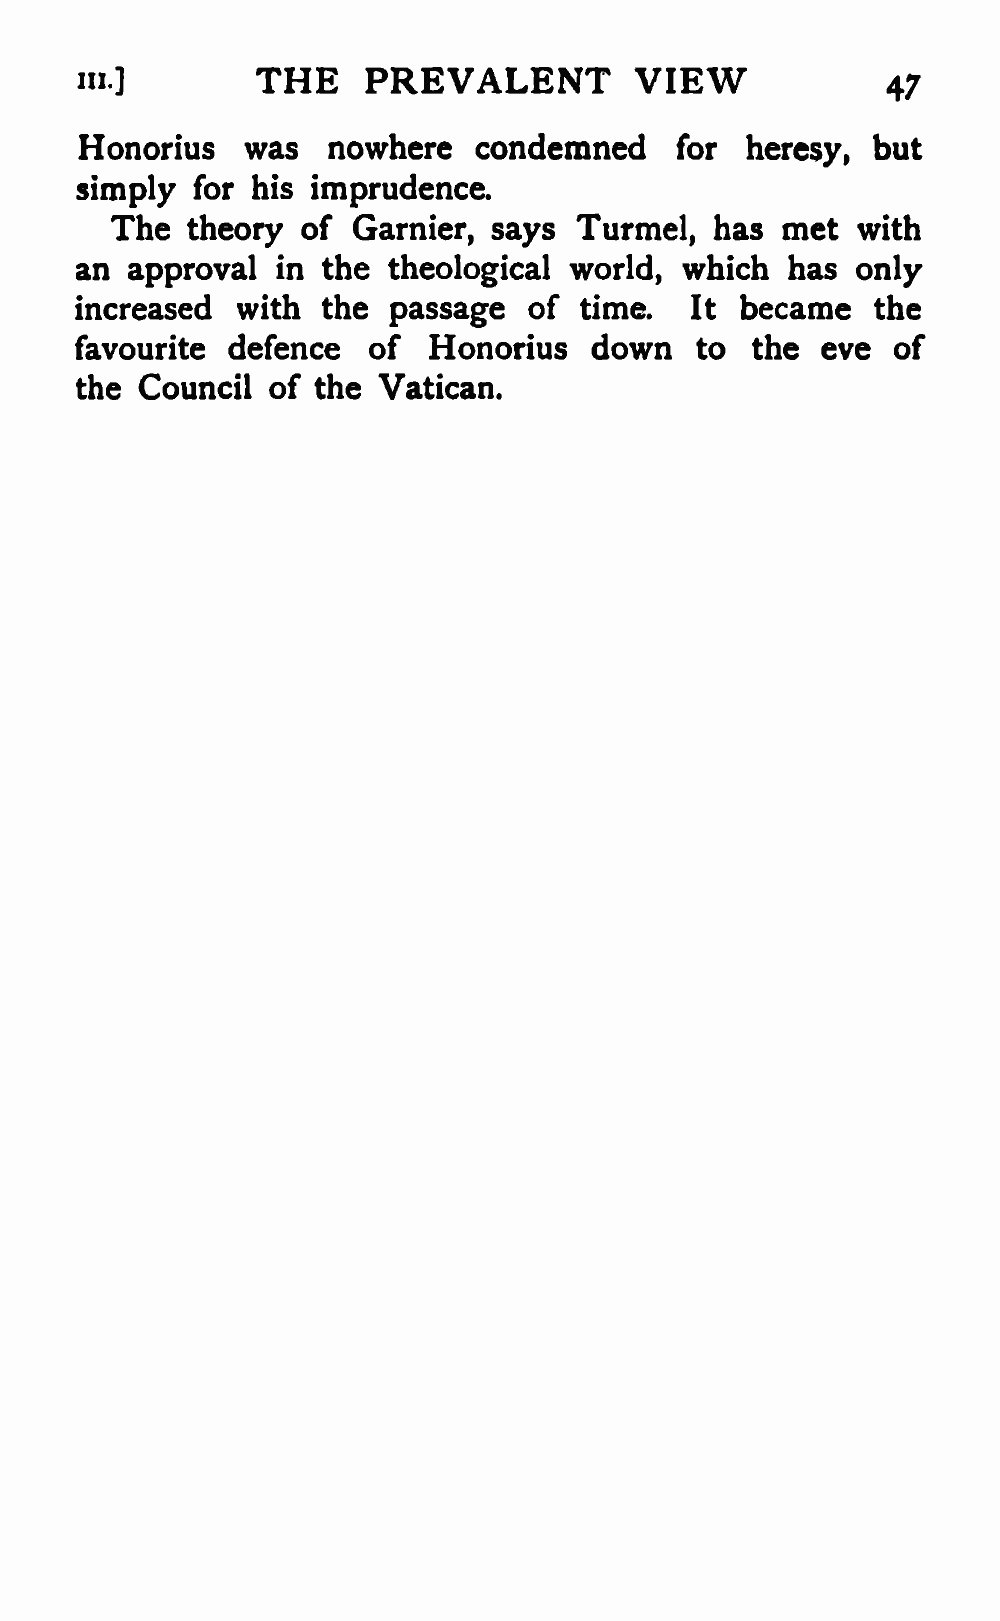 III.] THE PREVALENT VIEW 47
Honorius was nowhere condemned for heresy, but
simply for his imprudence.
The theory of Garnier, says Turmel, has met with
an approval in the theological world, which has only
increased with the passage of time. It became the
favourite defence of Honorius down to the eve of
the Council of the Vatican.